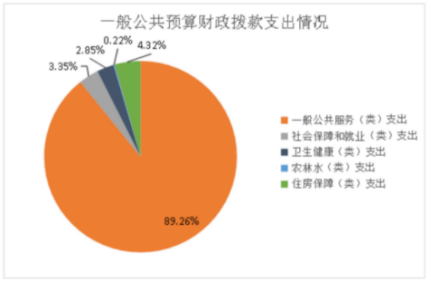 一般公共预算财政拨款支出情况
0.22%
2.85%
4.32%
3.35%
89.26%
一般公共服务（类）支出
社会保障和就业（类）支出
卫生健康（类）支出
农林水（类）支出
住房保障（类）支出